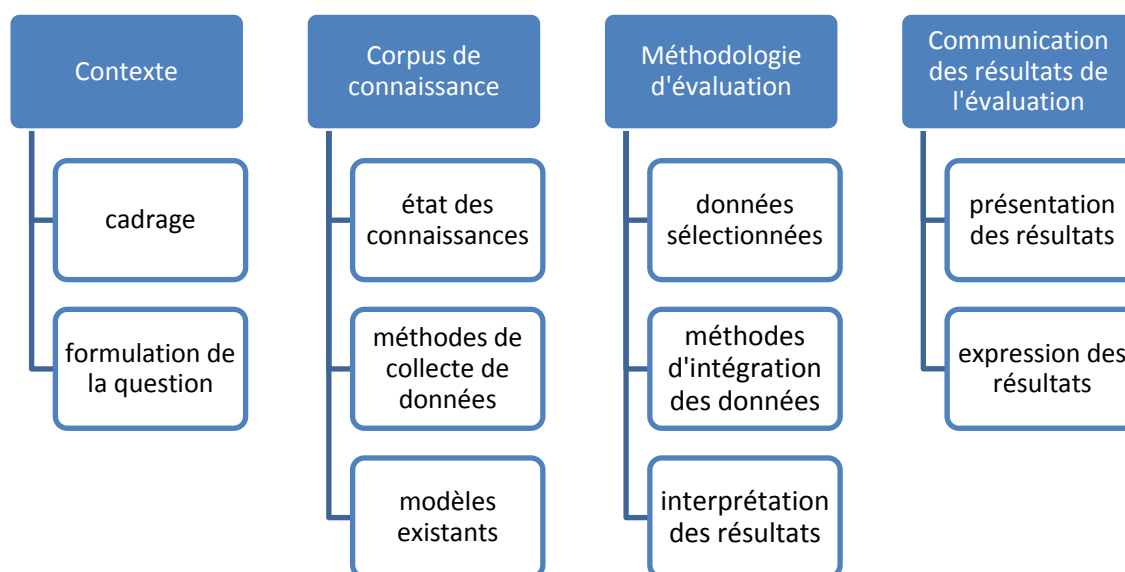 Contexte
cadrage
formulation de
la question
Corpus de
connaissance
état des
connaissances
méthodes de
collecte de
données
modèles
existants
Méthodologie
d'évaluation
données
sélectionnées
méthodes
d'intégration
des données
interprétation
des résultats
Communication
des résultats de
l'évaluation
présentation
des résultats
expression des
résultats